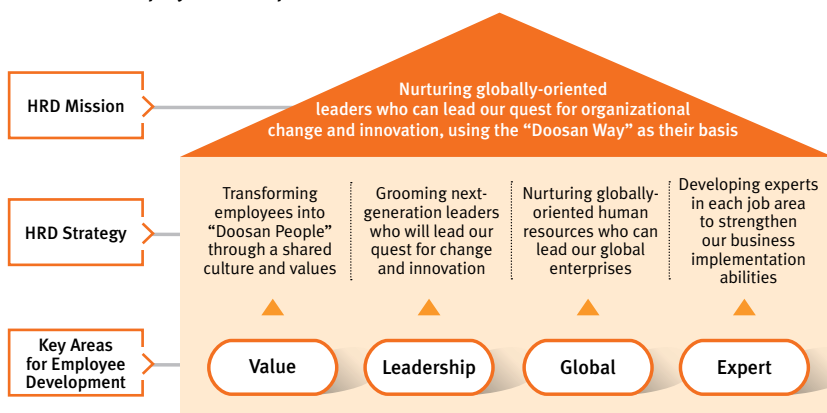 HRD Mission
Nurturing globally-oriented
leaders who can lead our quest for organizational
change and innovation, using the “Doosan Way” as their basis
HRD Strategy
Transforming
employees into
“Doosan People”
through a shared
culture and values
Grooming next-
generation leaders
who will lead our
quest for change
and innovation
Nurturing globally-
oriented human
resources who can
lead our global
enterprises
Developing experts
in each job area
to strengthen
our business
implementation
abilities
Key Areas
for Employee
Development
Value
Leadership
Global
Expert